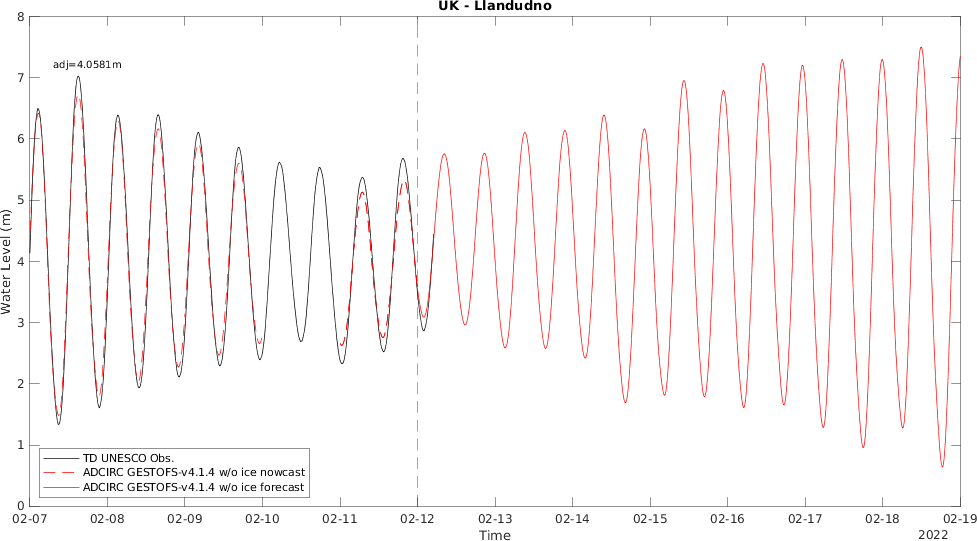 UK - Llandudno
adj=4.0581m
Water Level (m)
8
7
6
5
4
3
2
1
0
TD UNESCO Obs.
ADCIRC GESTOFS-v4.1.4 w/o ice nowcast
ADCIRC GESTOFS-v4.1.4 w/o ice forecast
02-07 02-08 02-09 02-10 02-11 02-12 02-13 02-14 02-15 02-16 02-17 02-18 02-19
Time
2022